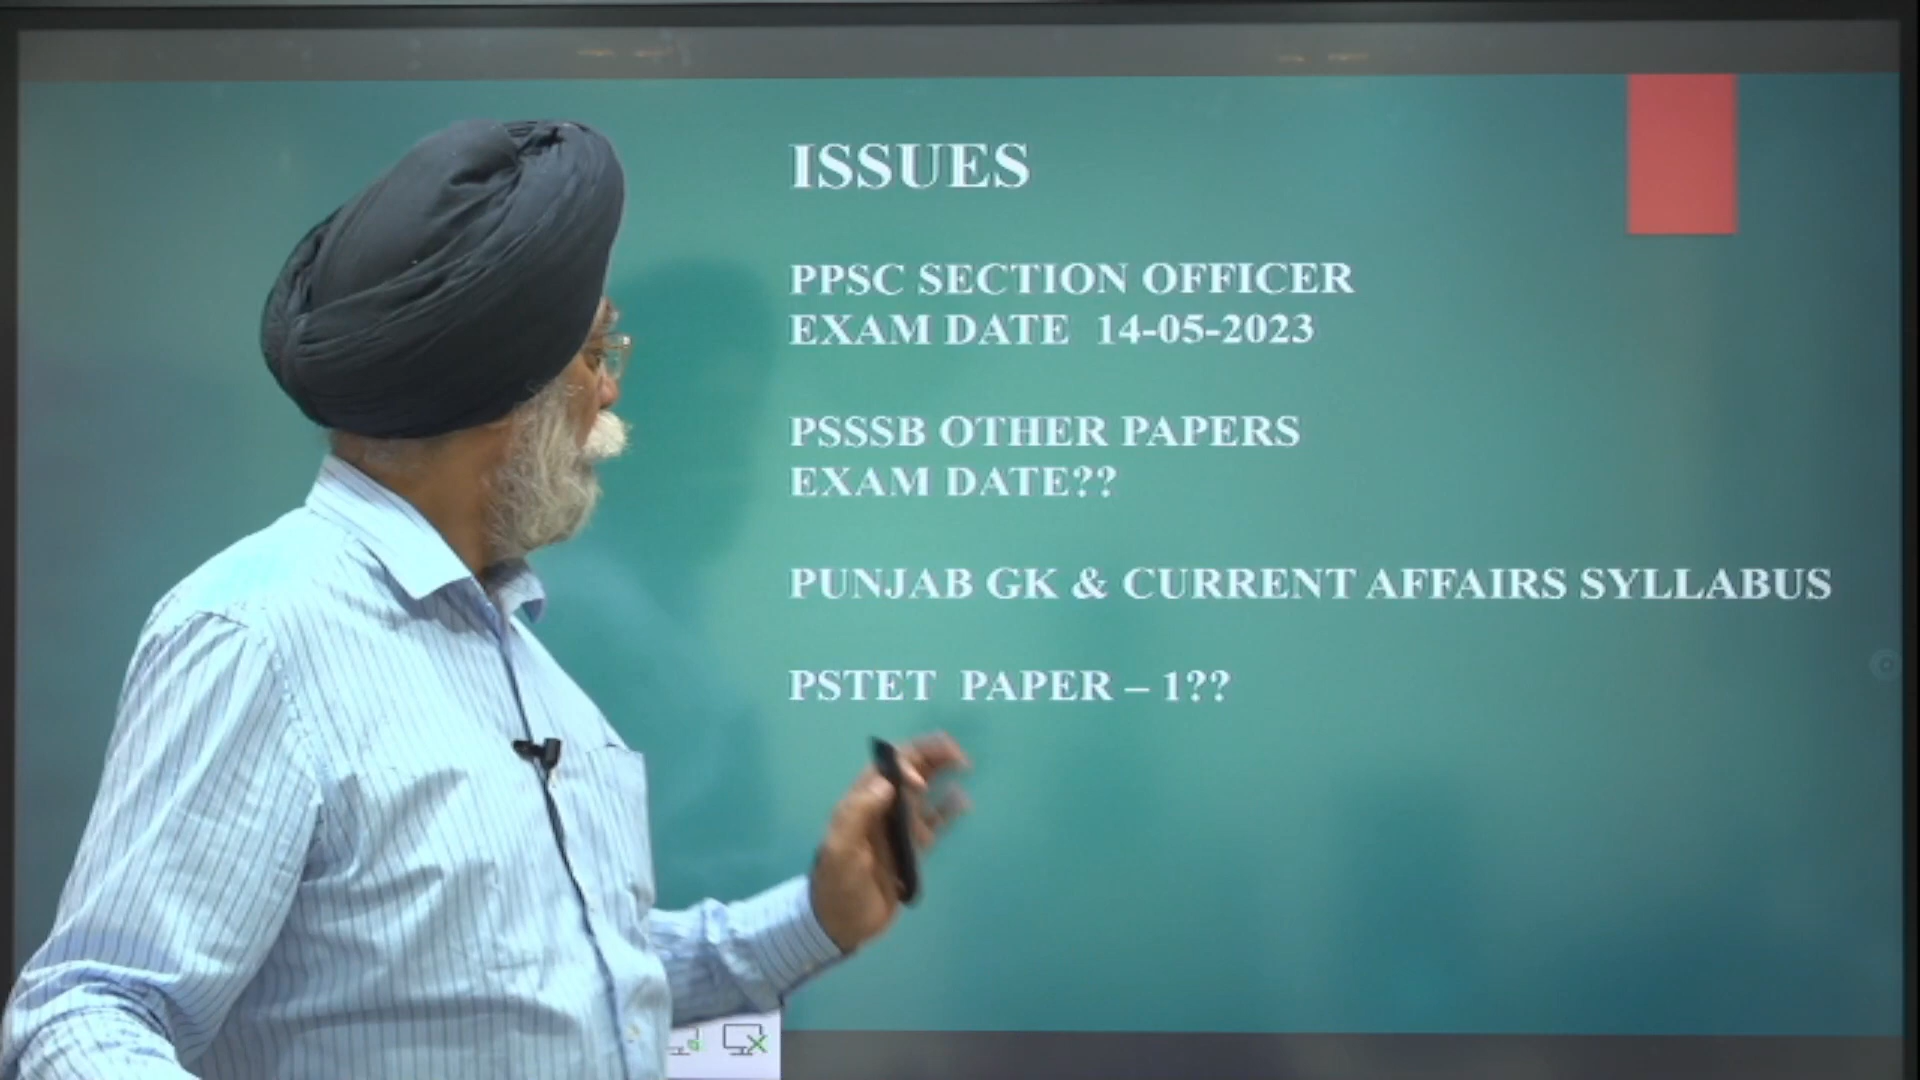 ISSUES
PPSC SECTION OFFICER
EXAM DATE 14-05-2023
PSSSB OTHER PAPERS
EXAM DATE??
PUNJAB GK & CURRENT AFFAIRS SYLLABUS
PSTET PAPER – 1??